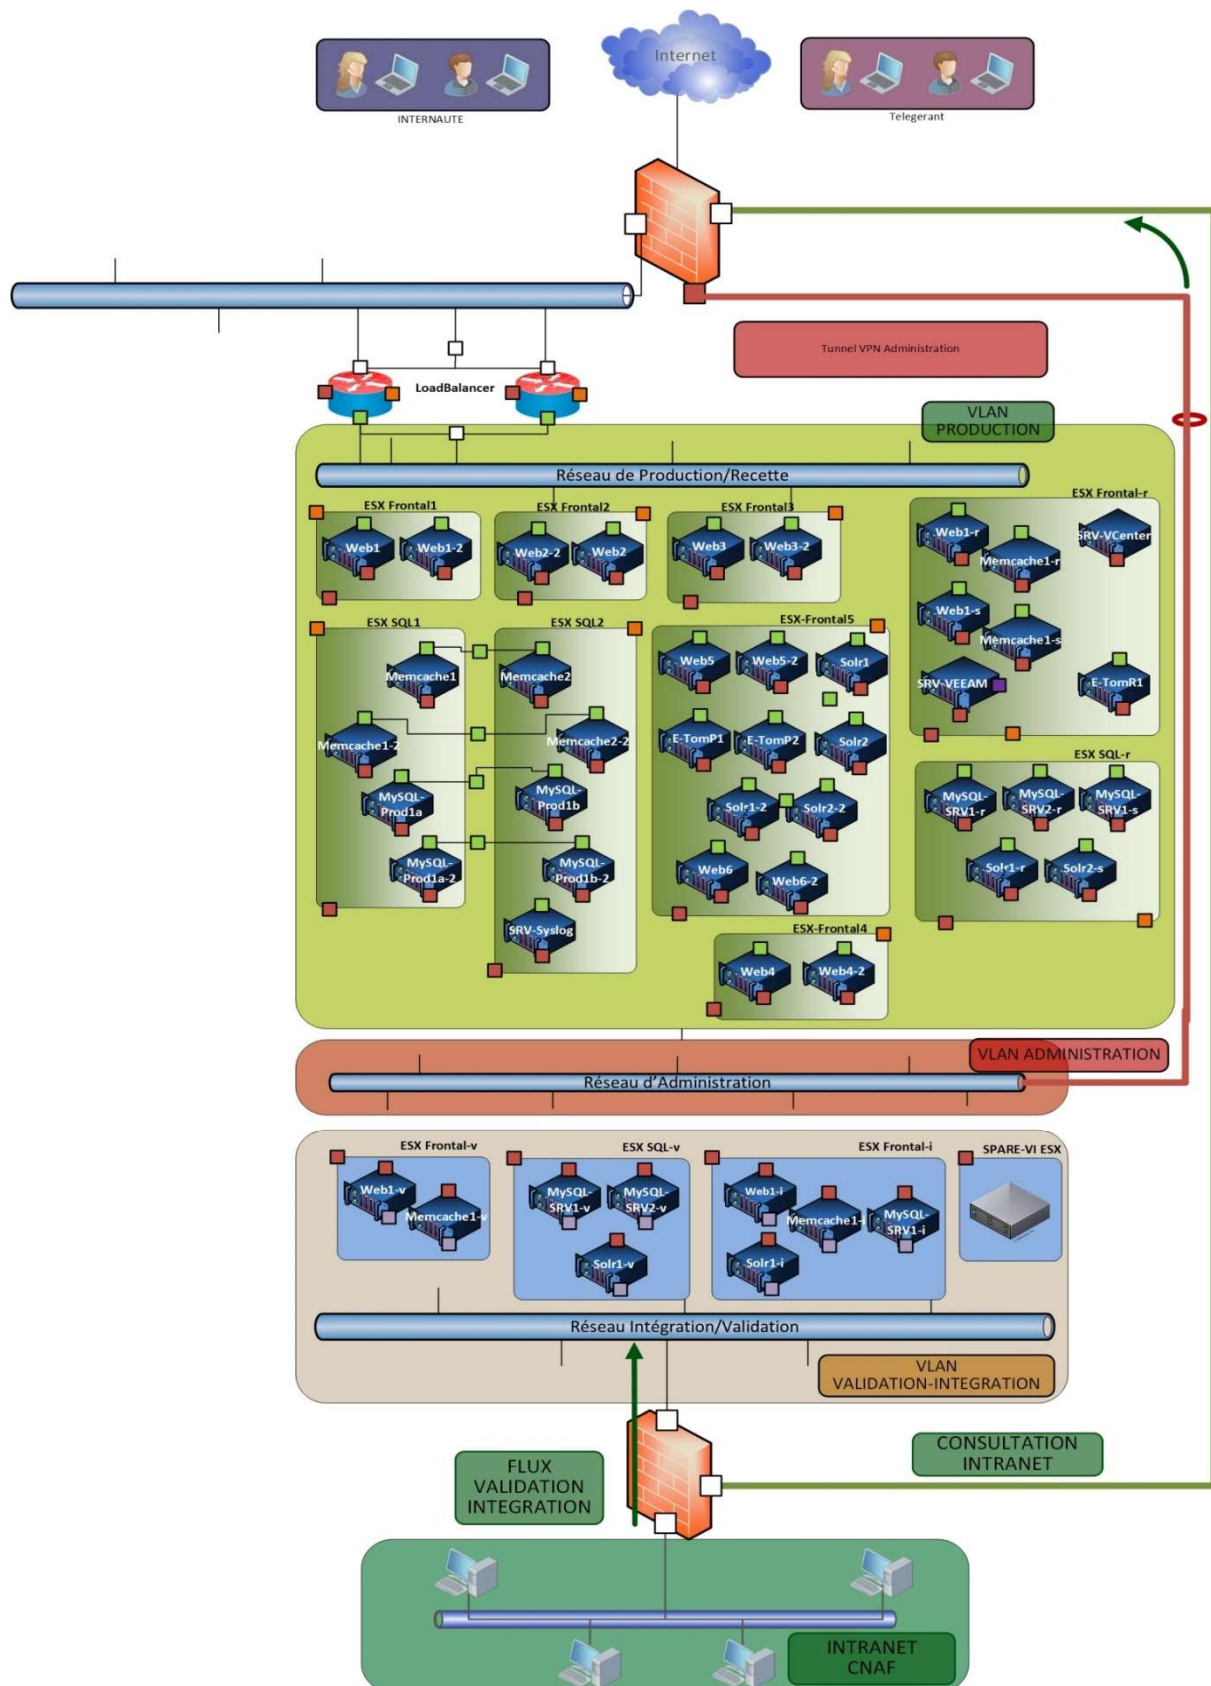 Internet
INTERNAUTE
Telegerant
Tunnel VPN Administration
LoadBalancer
VLAN
PRODUCTION
Réseau de Production/Recette
ESX Frontal1
ESX Frontal2
ESX Frontal3
ESX Frontal-r
Web1
Web1-2
Web2-2
Web2
Web3
Web3-2
Web1-r
SRV-VCenter
Memcache1-r
Web1-s
Memcache1-s
SRV-VEEAM
E-TomR1
ESX SQL1
ESX SQL2
ESX-Frontal5
Memcache1
Memcache2
Web5
Web5-2
Solr1
Memcache1-2
Memcache2-2
E-TomP1
E-TomP2
Solr2
MySQL-
Prod1a
MySQL-
Prod1b
Solr1-2
Solr2-2
MySQL-
Prod1a-2
MySQL-
Prod1b-2
Web6
Web6-2
SRV-Syslog
ESX SQL-r
MySQL-
SRV1-r
MySQL-
SRV2-r
MySQL-
SRV1-s
Solr1-r
Solr2-s
ESX-Frontal4
Web4
Web4-2
VLAN ADMINISTRATION
Réseau d'Administration
ESX Frontal-v
ESX SQL-v
ESX Frontal-i
SPARE-VI ESX
Web1-v
Memcache1-v
MySQL-
SRV1-v
MySQL-
SRV2-v
Solr1-v
Web1-i
Memcache1-i
MySQL-
SRV1-i
Solr1-i
Réseau Intégration/Validation
VLAN
VALIDATION-INTEGRATION
FLUX
VALIDATION
INTEGRATION
CONSULTATION
INTRANET
INTRANET
CNAF